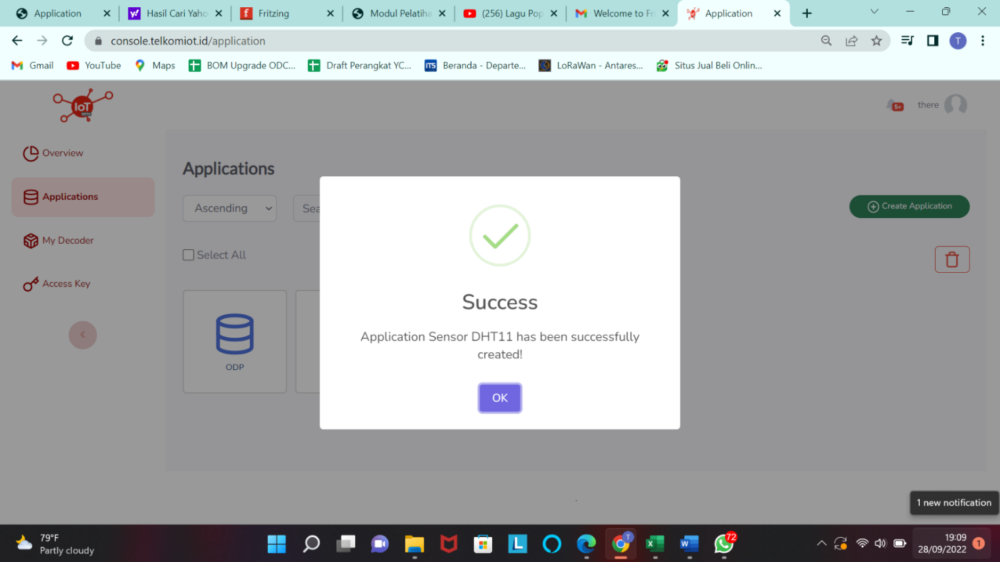 Application
Hasil Cari Yaho
Fritzing
Modul Pelatiha
(256) Lagu Pop
Welcome to Fri
Application
console.telkomiot.id/application
T
Gmail
YouTube
Maps
BOM Upgrade ODC...
Draft Perangkat YC...
ITS
Beranda - Departe...
LoRaWan - Antares...
Situs Jual Beli Onlin...
IoT
BETA
5+
there
Overview
Applications
My Decoder
Access Key
Applications
Ascending
Sea
Create Application
Select All
ODP
Success
Application Sensor DHT11 has been successfully
created!
OK
1 new notification
79°F
Partly cloudy
L
T
72
19:09
28/09/2022
1